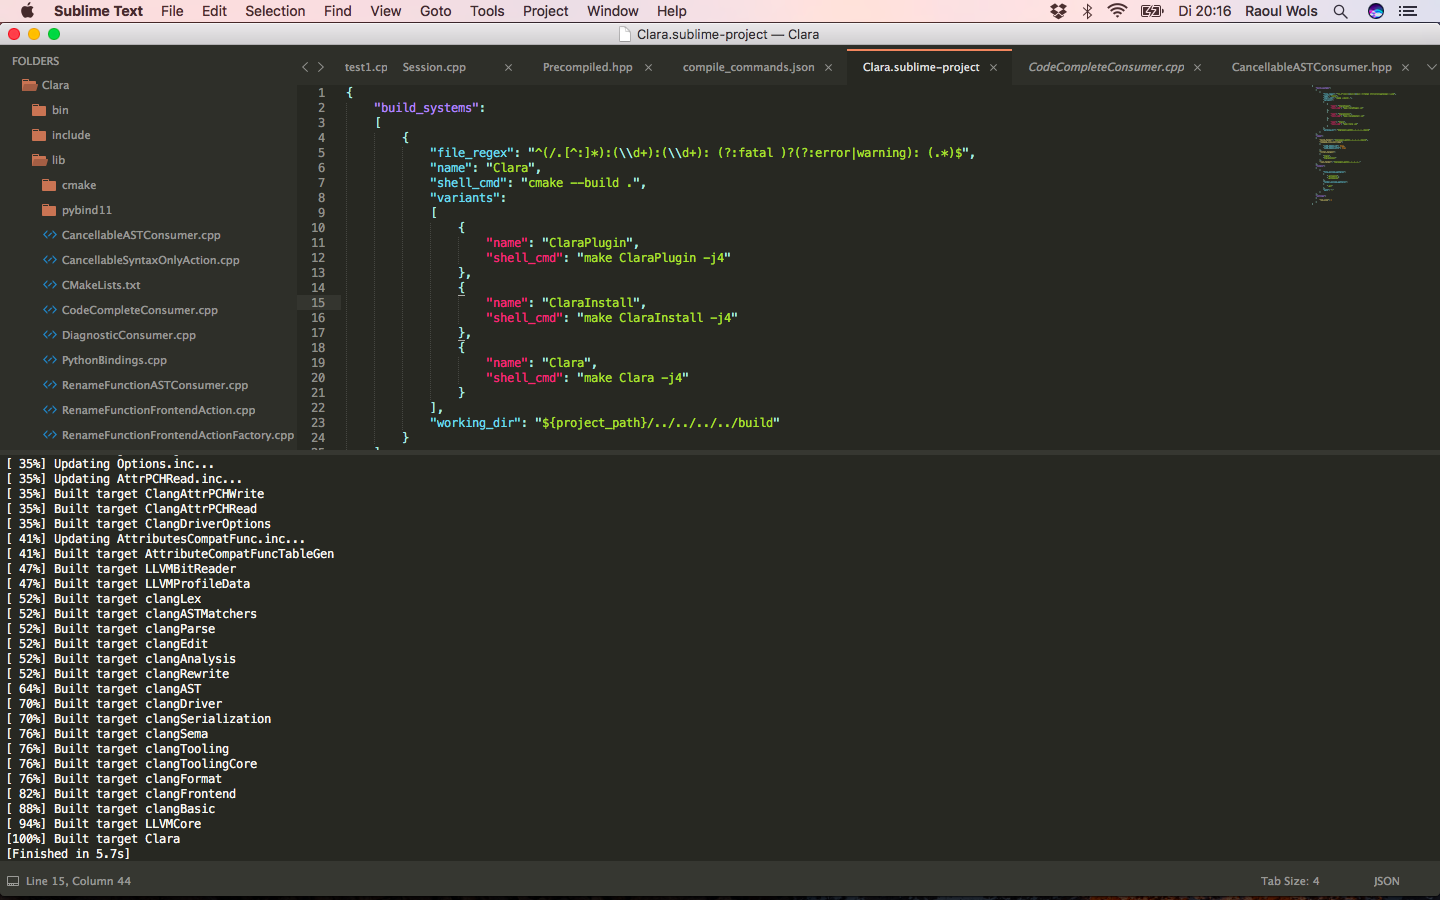 Sublime Text File Edit Selection Find View Goto Tools Project Window Help Di 20:16 Raoul Wols
Clara.sublime-project — Clara
FOLDERS
Clara
bin
include
lib
cmake
pybind11
CancellableASTConsumer.cpp
CancellableSyntaxOnlyAction.cpp
CMakeLists.txt
CodeCompleteConsumer.cpp
DiagnosticConsumer.cpp
PythonBindings.cpp
RenameFunctionASTConsumer.cpp
RenameFunctionFrontendAction.cpp
RenameFunctionFrontendActionFactory.cpp
test1.cp Session.cpp × Precompiled.hpp × compile_commands.json × Clara.sublime-project × CodeCompleteConsumer.cpp × CancellableASTConsumer.hpp ×
1 {
2 "build_systems":
3 [
4 {
5 "file_regex": "^(/.[^:]*):(\\d+):(\\d+): (?:fatal )?(?:error|warning): (.*)$",
6 "name": "Clara",
7 "shell_cmd": "cmake --build .",
8 "variants":
9 [
10 {
11 "name": "ClaraPlugin",
12 "shell_cmd": "make ClaraPlugin -j4"
13 },
14 {
15 "name": "ClaraInstall",
16 "shell_cmd": "make ClaraInstall -j4"
17 },
18 {
19 "name": "Clara",
20 "shell_cmd": "make Clara -j4"
21 }
22 ],
23 "working_dir": "${project_path}/../../../../build"
24 }
[ 35%] Updating Options.inc...
[ 35%] Updating AttrPCHRead.inc...
[ 35%] Built target ClangAttrPCHWrite
[ 35%] Built target ClangAttrPCHRead
[ 35%] Built target ClangDriverOptions
[ 41%] Updating AttributesCompatFunc.inc...
[ 41%] Built target AttributeCompatFuncTableGen
[ 47%] Built target LLVMBitReader
[ 47%] Built target LLVMProfileData
[ 52%] Built target clangLex
[ 52%] Built target clangASTMatchers
[ 52%] Built target clangParse
[ 52%] Built target clangEdit
[ 52%] Built target clangAnalysis
[ 52%] Built target clangRewrite
[ 64%] Built target clangAST
[ 70%] Built target clangDriver
[ 70%] Built target clangSerialization
[ 76%] Built target clangSema
[ 76%] Built target clangTooling
[ 76%] Built target clangToolingCore
[ 76%] Built target clangFormat
[ 82%] Built target clangFrontend
[ 88%] Built target clangBasic
[ 94%] Built target LLVMCore
[100%] Built target Clara
[Finished in 5.7s]
Line 15, Column 44 Tab Size: 4 JSON